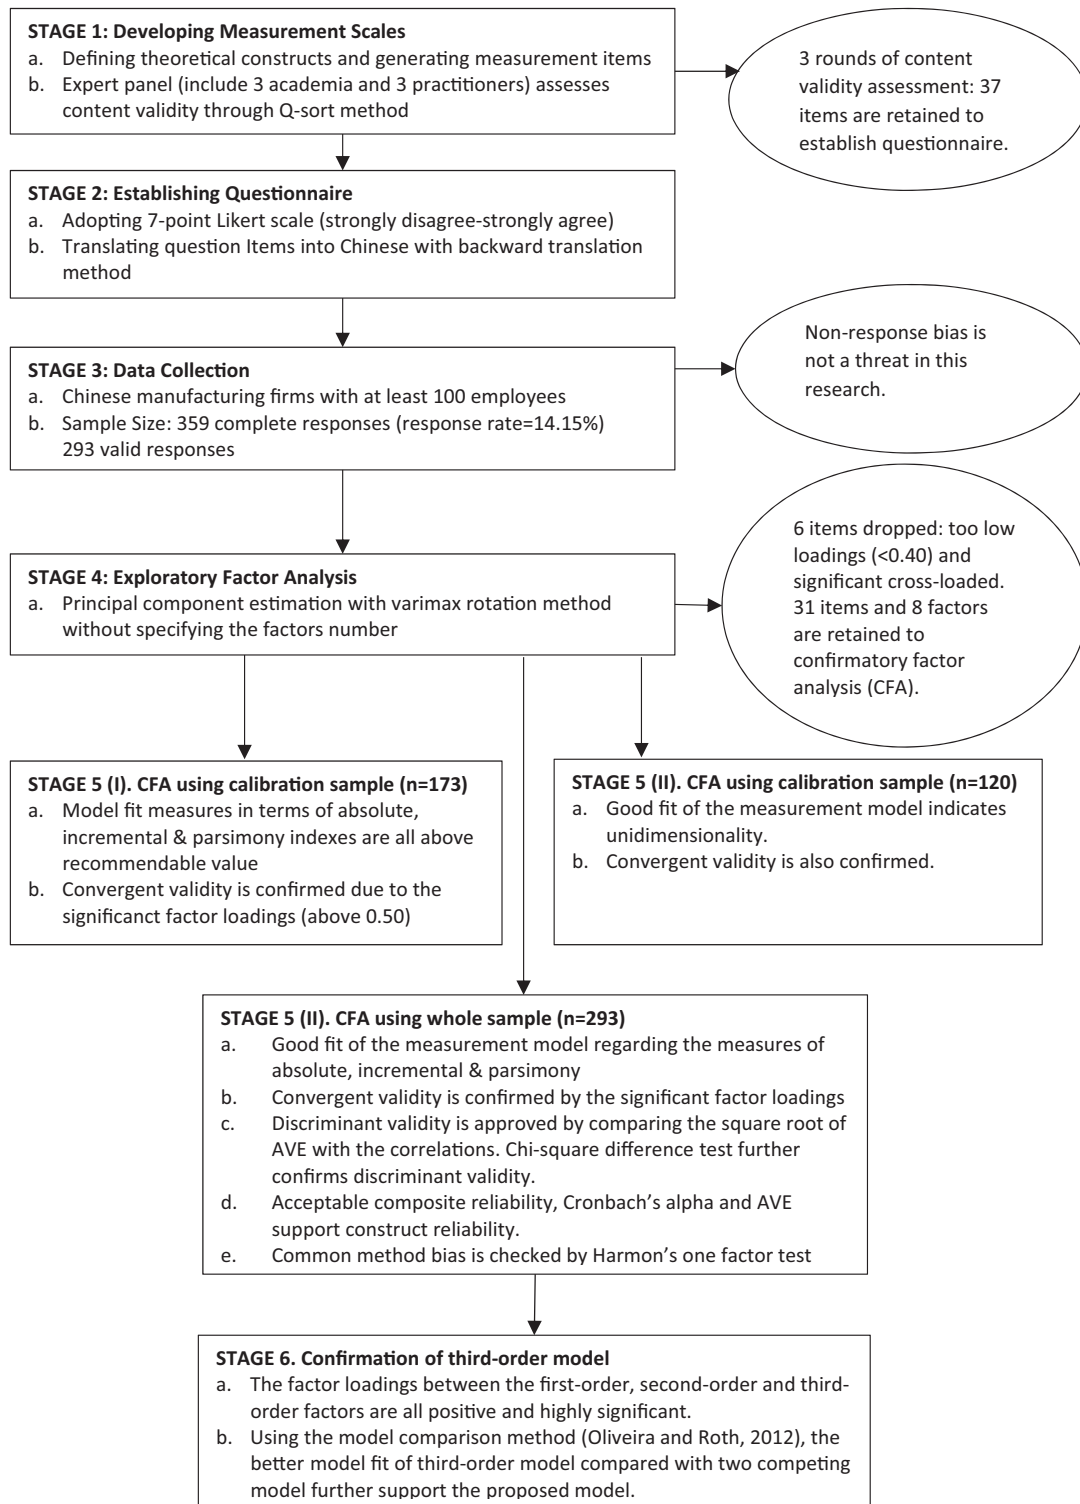 STAGE 1: Developing Measurement Scales
a. Defining theoretical constructs and generating measurement items
b. Expert panel (include 3 academia and 3 practitioners) assesses
content validity through Q-sort method
3 rounds of content
validity assessment: 37
items are retained to
establish questionnaire.
STAGE 2: Establishing Questionnaire
a. Adopting 7-point Likert scale (strongly disagree-strongly agree)
b. Translating question Items into Chinese with backward translation
method
STAGE 3: Data Collection
a. Chinese manufacturing firms with at least 100 employees
b. Sample Size: 359 complete responses (response rate=14.15%)
293 valid responses
Non-response bias is
not a threat in this
research.
STAGE 4: Exploratory Factor Analysis
a. Principal component estimation with varimax rotation method
without specifying the factors number
6 items dropped: too low
loadings (<0.40) and
significant cross-loaded.
31 items and 8 factors
are retained to
confirmatory factor
analysis (CFA).
STAGE 5 (I). CFA using calibration sample (n=173)
a. Model fit measures in terms of absolute,
incremental & parsimony indexes are all above
recommendable value
b. Convergent validity is confirmed due to the
significanct factor loadings (above 0.50)
STAGE 5 (II). CFA using calibration sample (n=120)
a. Good fit of the measurement model indicates
unidimensionality.
b. Convergent validity is also confirmed.
STAGE 5 (II). CFA using whole sample (n=293)
a. Good fit of the measurement model regarding the measures of
absolute, incremental & parsimony
b. Convergent validity is confirmed by the significant factor loadings
c. Discriminant validity is approved by comparing the square root of
AVE with the correlations. Chi-square difference test further
confirms discriminant validity.
d. Acceptable composite reliability, Cronbach's alpha and AVE
support construct reliability.
e. Common method bias is checked by Harmon's one factor test
STAGE 6. Confirmation of third-order model
a. The factor loadings between the first-order, second-order and third-
order factors are all positive and highly significant.
b. Using the model comparison method (Oliveira and Roth, 2012), the
better model fit of third-order model compared with two competing
model further support the proposed model.